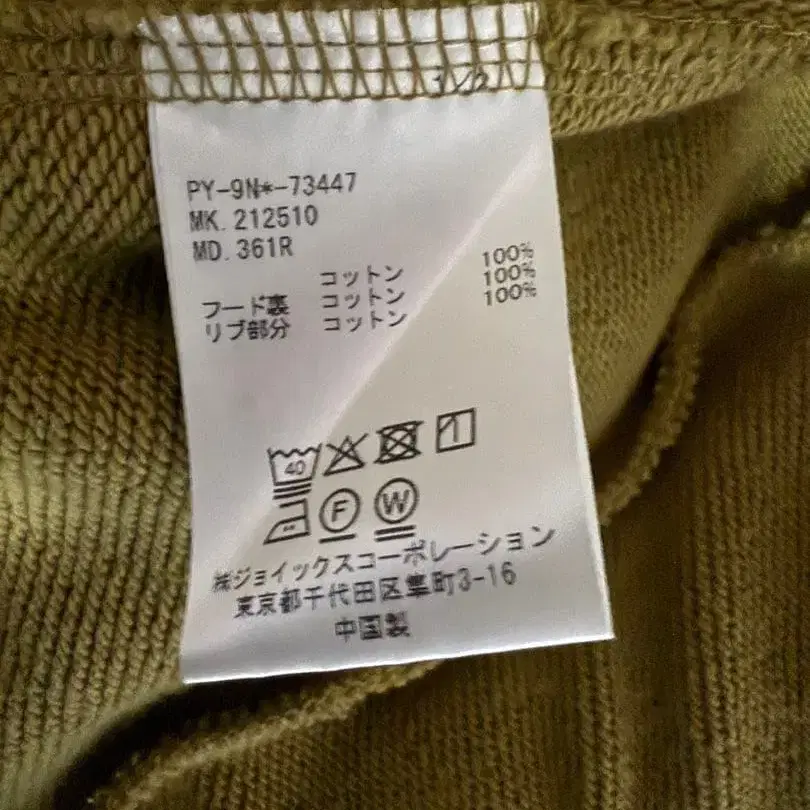 1/2
PY-9N*-73447
MK.212510
MD.361R
コットン 100%
フード裏 コットン 100%
リブ部分 コットン 100%
40
F W
㈱ジョイックスコーポレーション
東京都千代田区隼町3-16
中国製